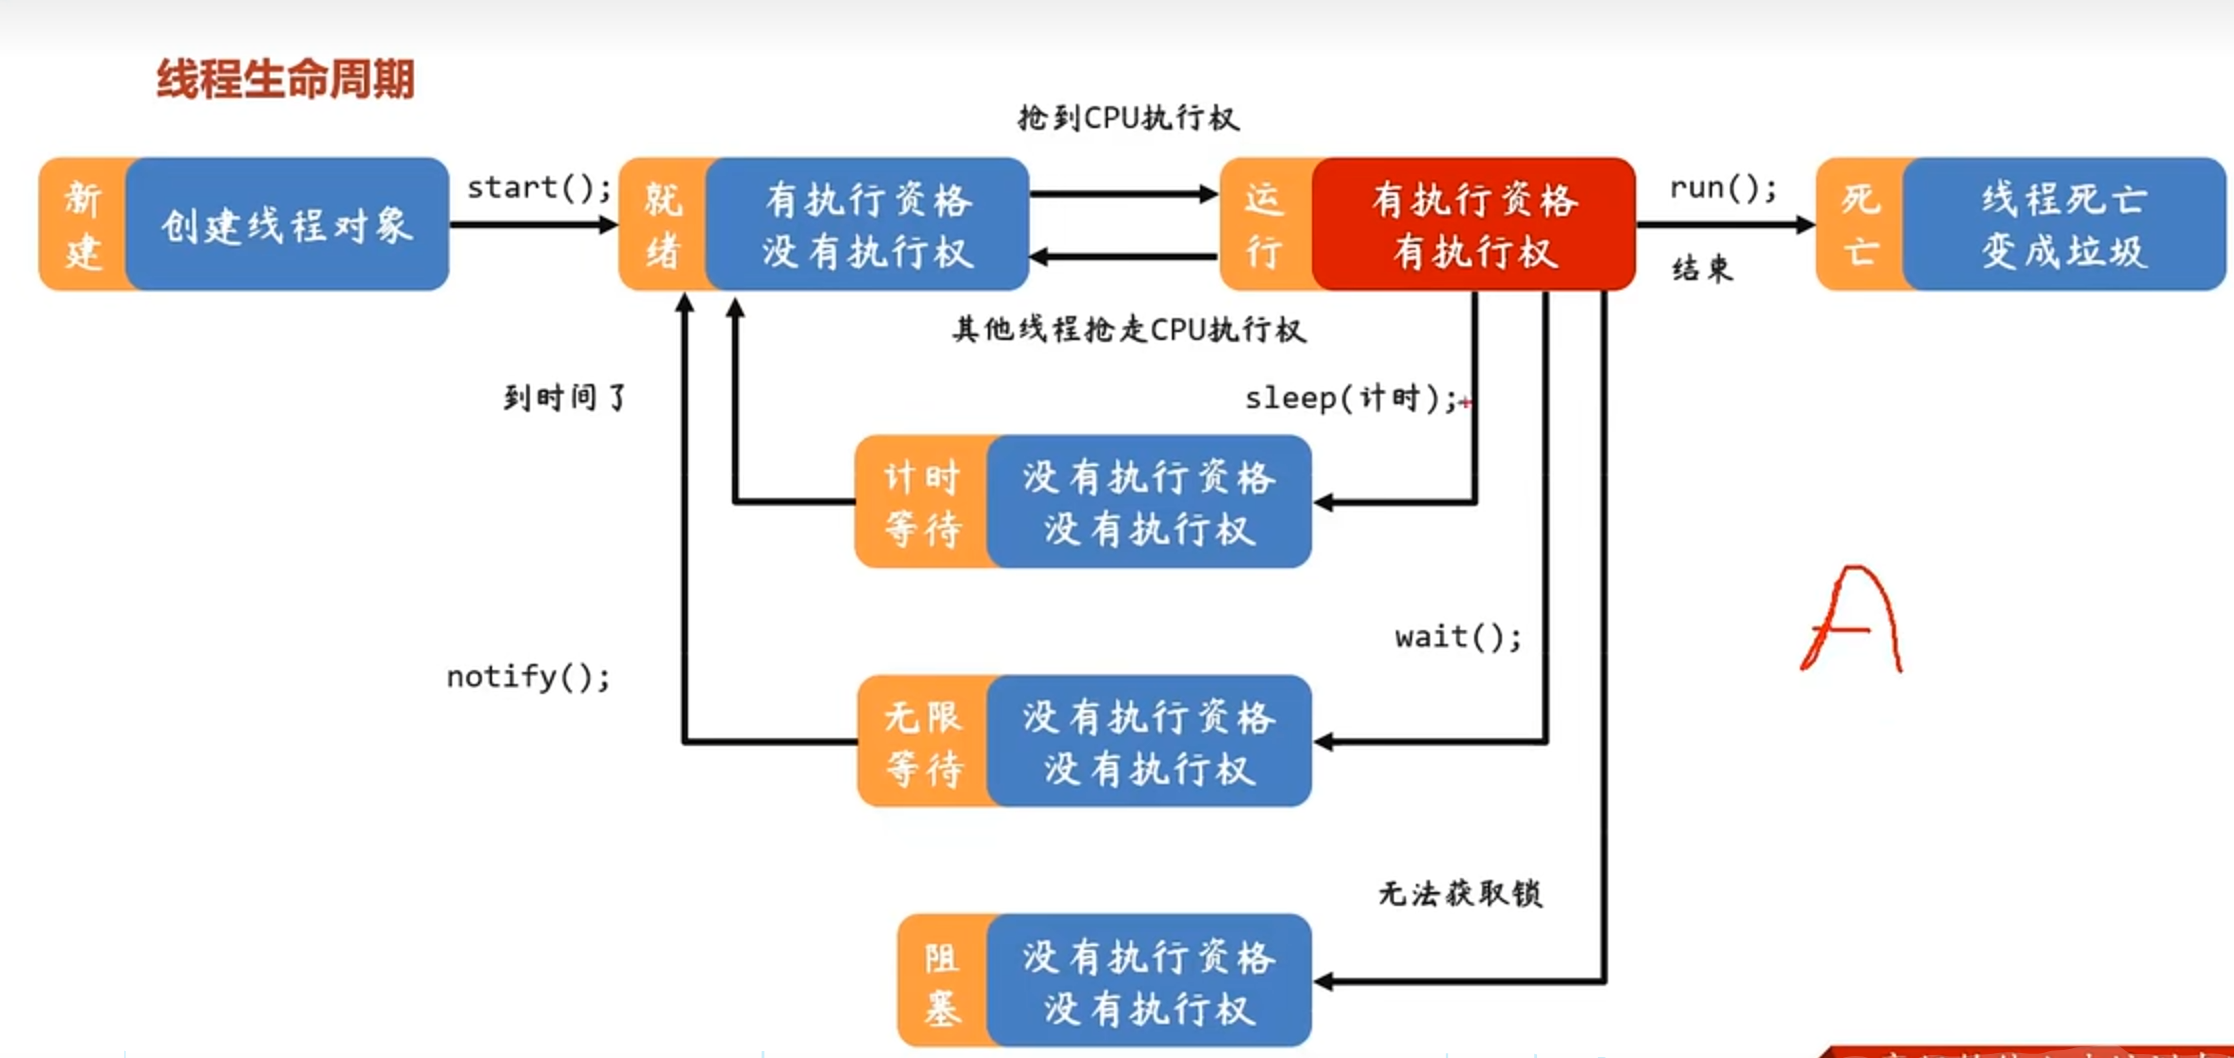 线程生命周期
抢到CPU执行权
新建
创建线程对象
start();
就绪
有执行资格
没有执行权
运行
有执行资格
有执行权
run();
结束
死亡
线程死亡
变成垃圾
其他线程抢走CPU执行权
到时间了
sleep(计时);
计时
等待
没有执行资格
没有执行权
wait();
notify();
无限
等待
没有执行资格
没有执行权
A
无法获取锁
阻塞
没有执行资格
没有执行权